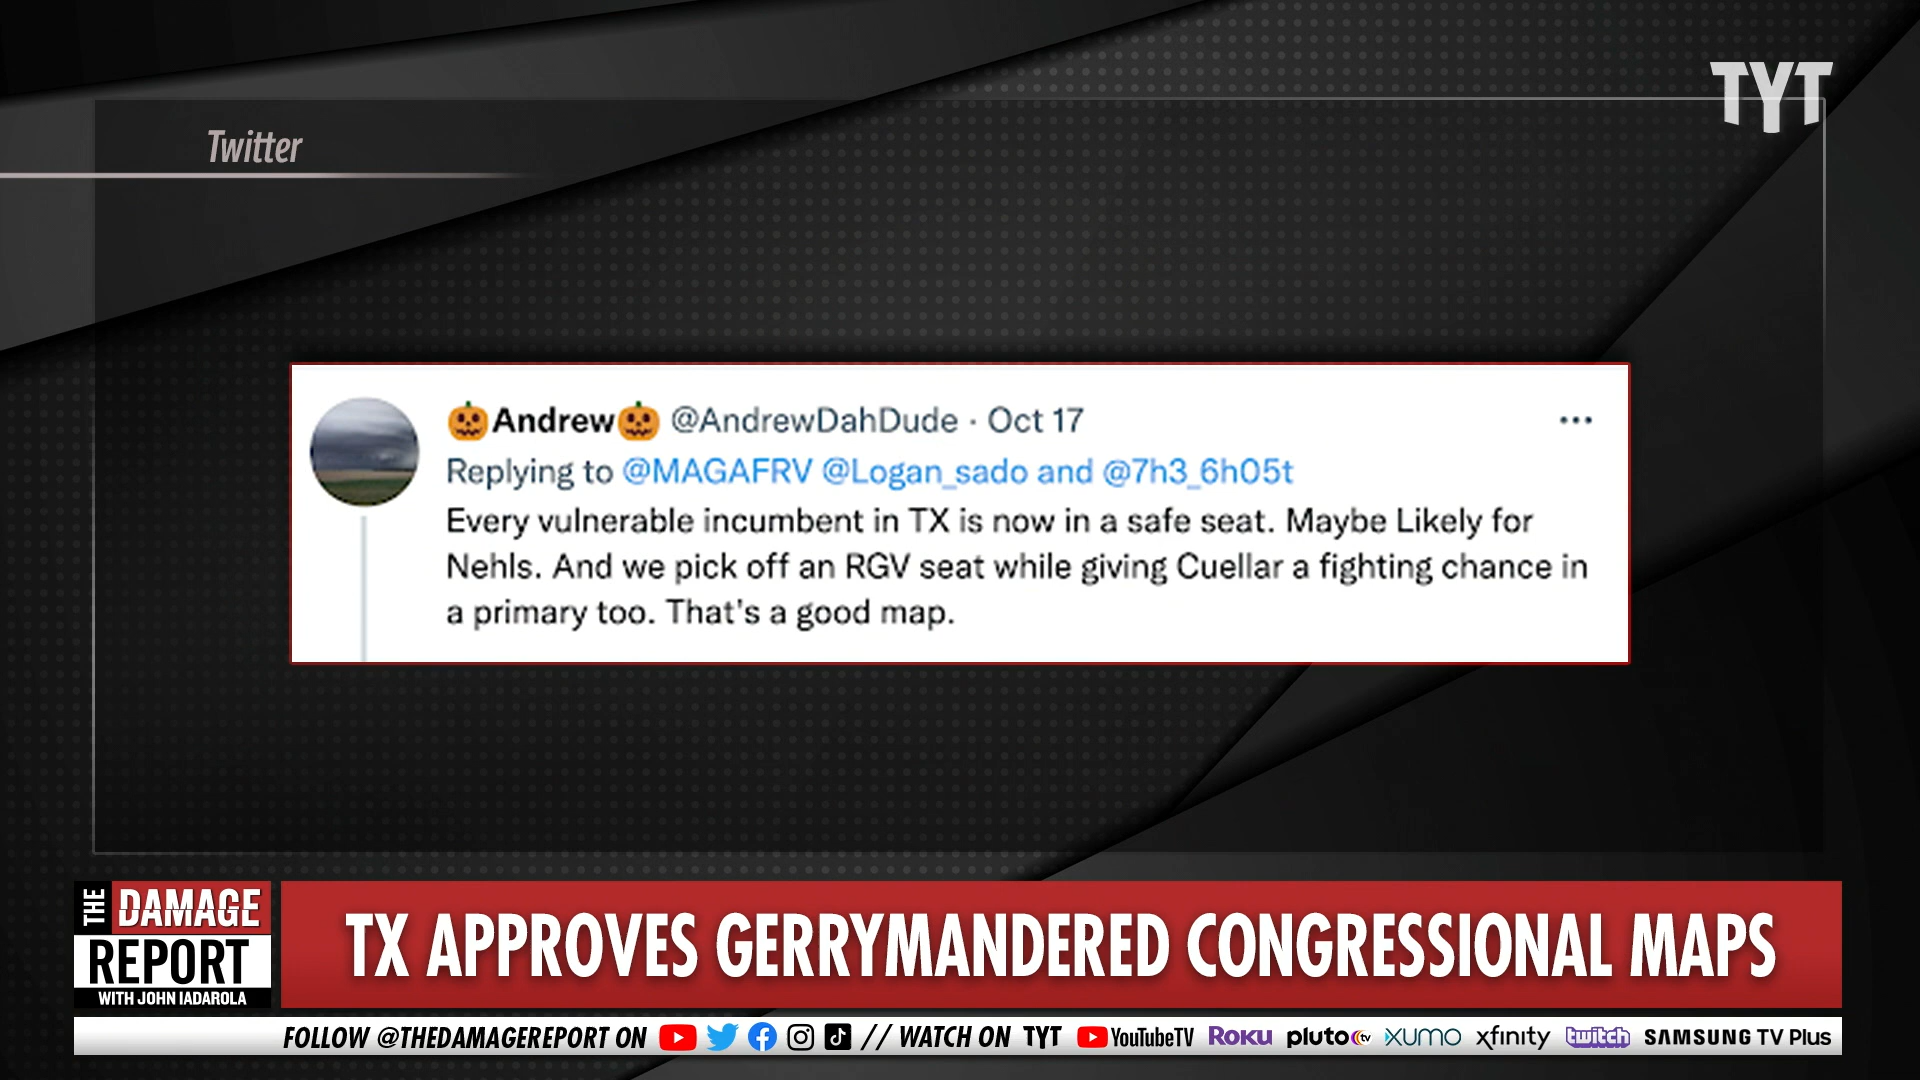 TYT
Twitter
🎃Andrew🎃 @AndrewDahDude · Oct 17
Replying to @MAGAFRV @Logan_sado and @7h3_6h05t
Every vulnerable incumbent in TX is now in a safe seat. Maybe Likely for
Nehls. And we pick off an RGV seat while giving Cuellar a fighting chance in
a primary too. That's a good map.
THE DAMAGE
REPORT
WITH JOHN IADAROLA
TX APPROVES GERRYMANDERED CONGRESSIONAL MAPS
FOLLOW @THEDAMAGEREPORT ON // WATCH ON TYT YouTubeTV ROKU pluto tv XUMO xfinity twitch SAMSUNG TV Plus